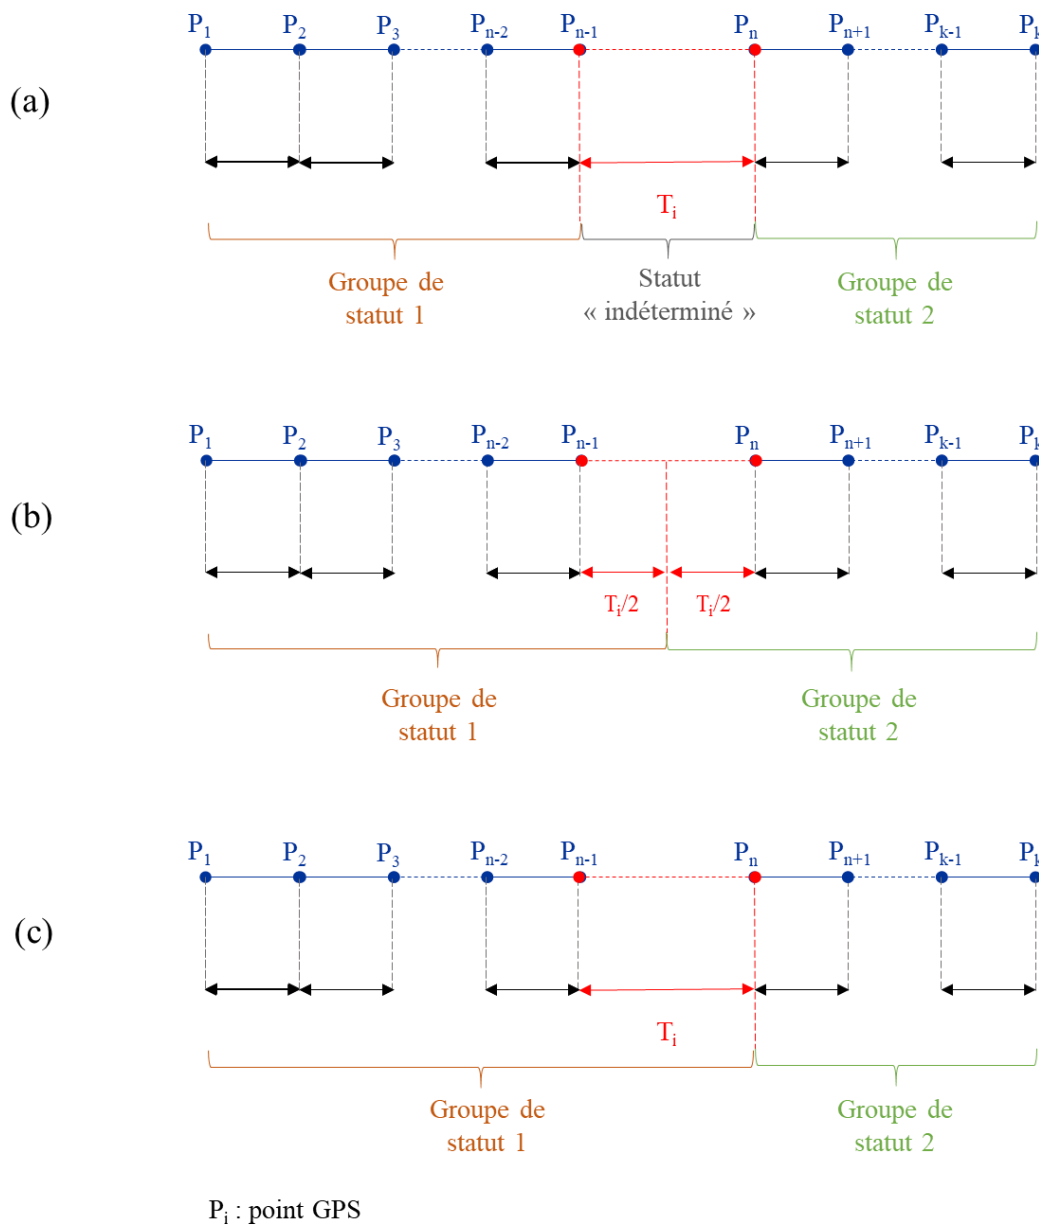 P1 P2 P3 Pn-2 Pn-1 Pn Pn+1 Pk-1 Pk
(a)
Ti
Groupe de
statut 1
Statut
« indéterminé »
Groupe de
statut 2
P1 P2 P3 Pn-2 Pn-1 Pn Pn+1 Pk-1 Pk
(b)
Ti/2 Ti/2
Groupe de
statut 1
Groupe de
statut 2
P1 P2 P3 Pn-2 Pn-1 Pn Pn+1 Pk-1 Pk
(c)
Ti
Groupe de
statut 1
Groupe de
statut 2
Pi : point GPS